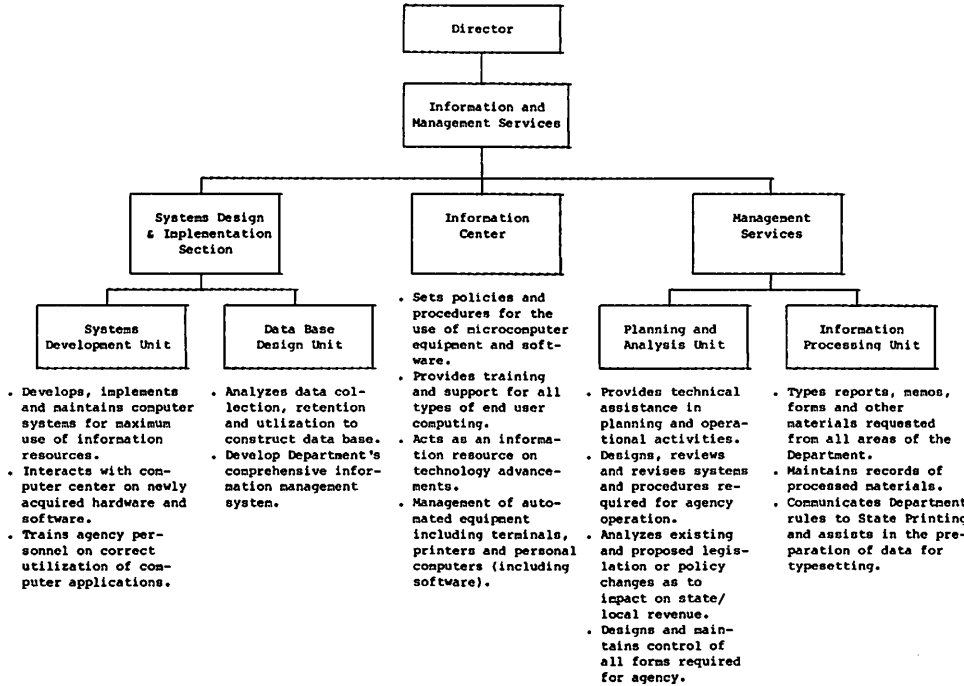 Director
Information and
Management Services
Systems Design
& Implementation
Section
Information
Center
Management
Services
Systems
Development Unit
. Develops, implements
and maintains computer
systems for maximum
use of information
resources.
. Interacts with com-
puter center on newly
acquired hardware and
software.
. Trains agency per-
sonnel on correct
utilization of com-
puter applications.
Data Base
Design Unit
. Analyzes data col-
lection, retention
and utlization to
construct data base.
. Develop Department's
comprehensive infor-
mation management
system.
. Sets policies and
procedures for the
use of microcomputer
equipment and soft-
ware.
. Provides training
and support for all
types of end user
computing.
. Acts as an informa-
tion resource on
technology advance-
ments.
. Management of auto-
mated equipment
including terminals,
printers and personal
computers (including
software).
Planning and
Analysis Unit
. Provides technical
assistance in
planning and opera-
tional activities.
. Designs, reviews
and revises systems
and procedures re-
quired for agency
operation.
. Analyzes existing
and proposed legis-
lation or policy
changes as to
impact on state/
local revenue.
. Designs and main-
tains control of
all forms required
for agency.
Information
Processing Unit
. Types reports, memos,
forms and other
materials requested
from all areas of the
Department.
. Maintains records of
processed materials.
. Communicates Department
rules to State Printing
and assists in the pre-
paration of data for
typesetting.